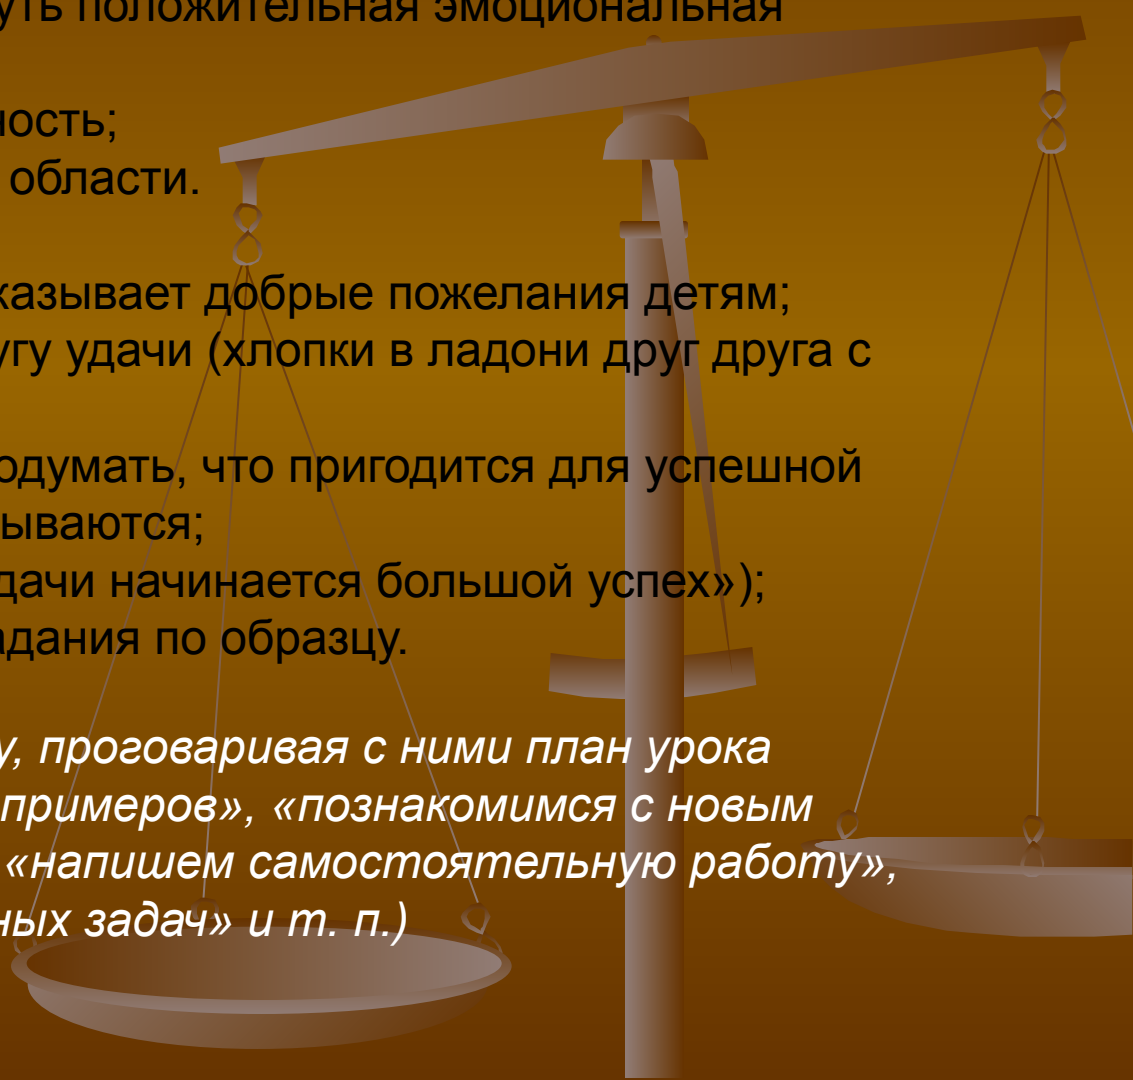 уть положительная эмоциональная
ность;
области.
казывает добрые пожелания детям;
угу удачи (хлопки в ладони друг друга с
одумать, что пригодится для успешной
ываются;
дачи начинается большой успех»);
адания по образцу.
у, проговаривая с ними план урока
примеров», «познакомимся с новым
«напишем самостоятельную работу»,
ных задач» и т. п.)